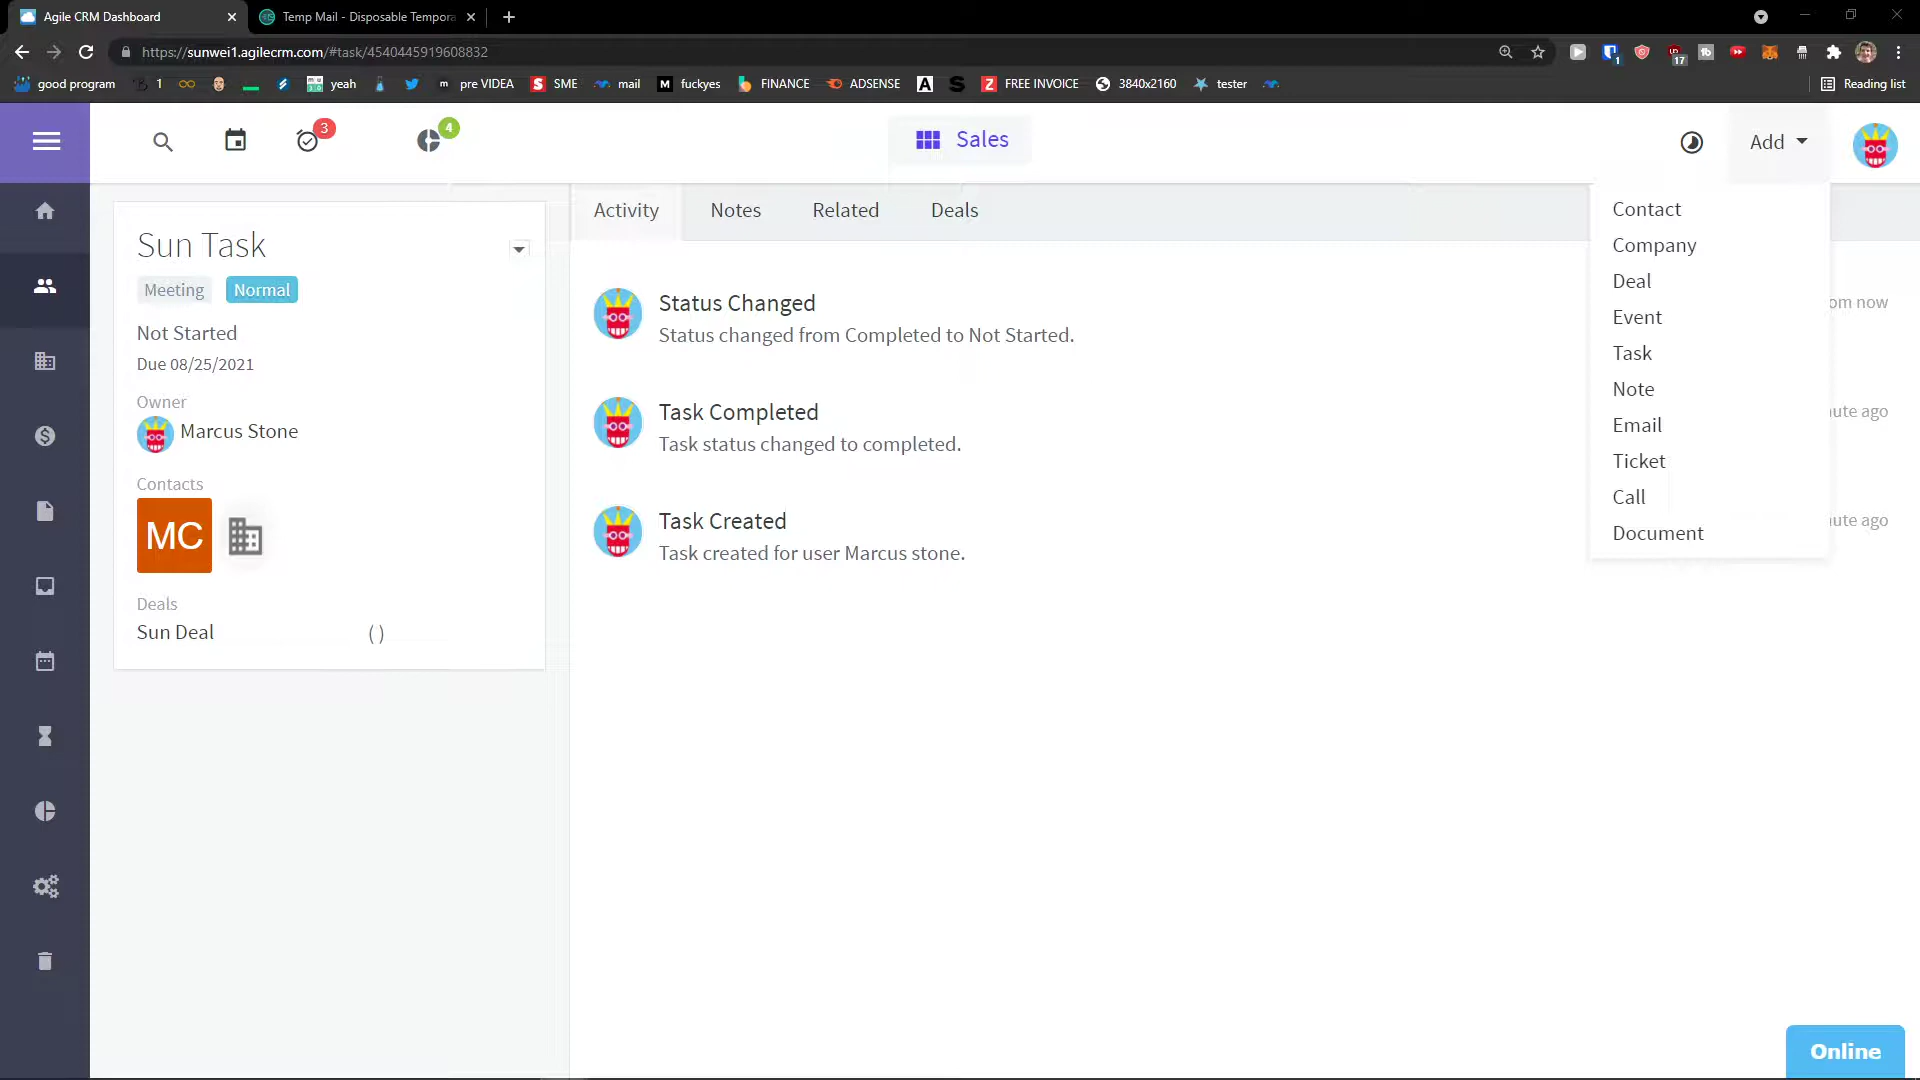 Agile CRM Dashboard
Temp Mail - Disposable Tempora
https://sunwei1.agilecrm.com/#task/4540445919608832
1
17
good program
1
yeah
pre VIDEA
SME
mail
fuckyes
FINANCE
ADSENSE
FREE INVOICE
3840x2160
tester
Reading list
3
4
Sales
Add
Activity
Notes
Related
Deals
Contact
Company
Deal
Event
Task
Note
Email
Ticket
Call
Document
Sun Task
Meeting
Normal
Not Started
Due 08/25/2021
Owner
Marcus Stone
Contacts
MC
Deals
Sun Deal
( )
Status Changed
Status changed from Completed to Not Started.
om now
Task Completed
Task status changed to completed.
ute ago
Task Created
Task created for user Marcus stone.
ute ago
Online